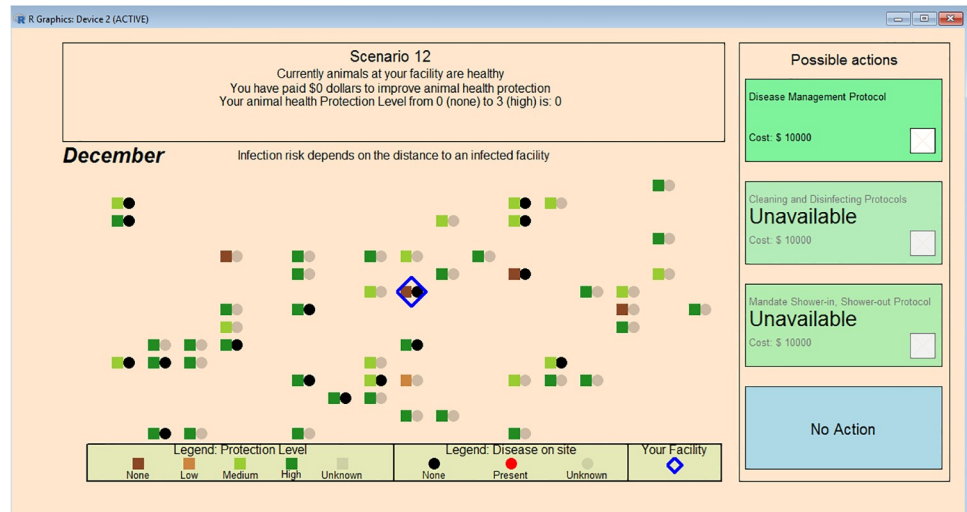 R Graphics: Device 2 (ACTIVE)
Scenario 12
Currently animals at your facility are healthy
You have paid $0 dollars to improve animal health protection
Your animal health Protection Level from 0 (none) to 3 (high) is: 0
December
Infection risk depends on the distance to an infected facility
Legend: Protection Level
None Low Medium High Unknown
Legend: Disease on site
None Present Unknown
Your Facility
Possible actions
Disease Management Protocol
Cost: $ 10000
Cleaning and Disinfecting Protocols
Unavailable
Cost: $ 10000
Mandate Shower-in, Shower-out Protocol
Unavailable
Cost: $ 10000
No Action